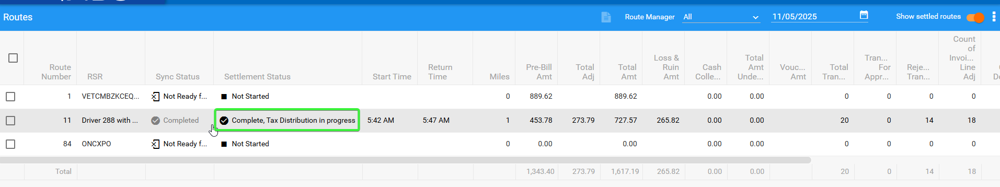 Routes
Route Manager All 11/05/2025 Show settled routes
Route Number RSR Sync Status Settlement Status Start Time Return Time Miles Pre-Bill Amt Total Adj Total Amt Loss & Ruin Amt Cash Colle... Total Amt Unde... Vouc... Amt Total Tran... Tran... For Appr... Reje... Tran... Count of Invoi... Line Adj
1 VETCMBZKCEQ... Not Ready f... Not Started 0 889.62 889.62 0.00 0.00 0 0 0 0
11 Driver 288 with ... Completed Complete, Tax Distribution in progress 5:42 AM 5:47 AM 1 453.78 273.79 727.57 265.82 0.00 0.00 20 0 14 18
84 ONCXPO Not Ready f... Not Started 0 0.00 0.00 0.00 0.00 0 0 0 0
Total 1,343.40 273.79 1,617.19 265.82 0.00 0.00 20 0 14 18